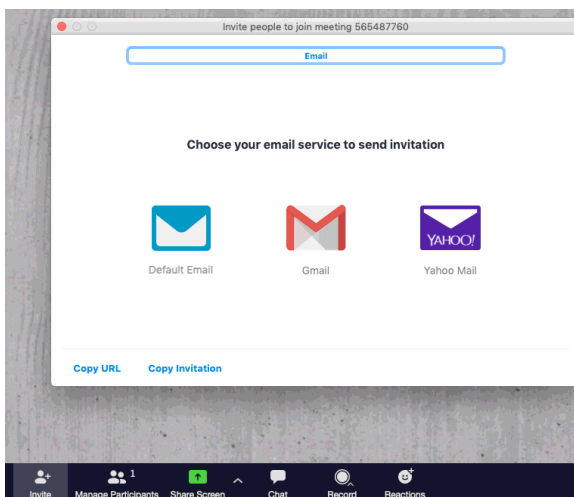 Invite people to join meeting 565487760
Email
Choose your email service to send invitation
YAHOO!
Default Email Gmail Yahoo Mail
Copy URL Copy Invitation
1
Invite Manage Participants Share Screen Chat Record Reactions